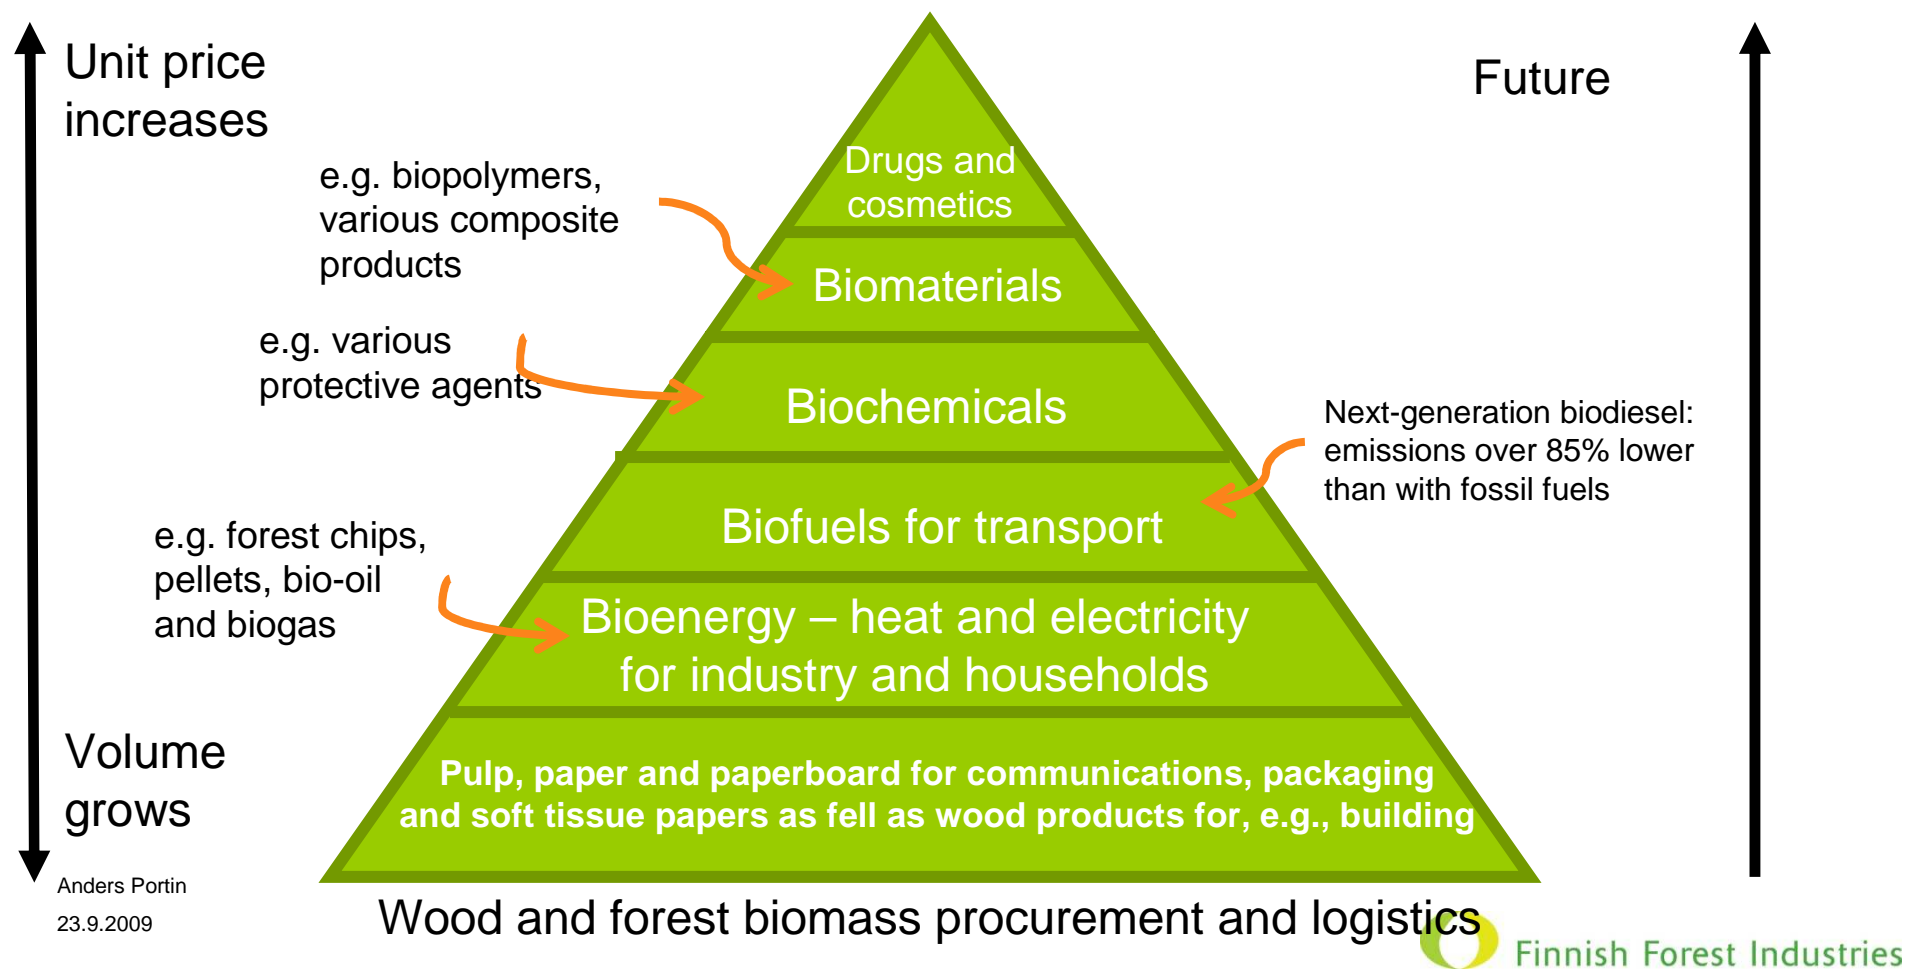 Unit price
increases
Future
Drugs and
cosmetics
e.g. biopolymers,
various composite
products
Biomaterials
e.g. various
protective agents
Biochemicals
Next-generation biodiesel:
emissions over 85% lower
than with fossil fuels
Biofuels for transport
e.g. forest chips,
pellets, bio-oil
and biogas
Bioenergy – heat and electricity
for industry and households
Volume
grows
Pulp, paper and paperboard for communications, packaging
and soft tissue papers as fell as wood products for, e.g., building
Anders Portin
23.9.2009
Wood and forest biomass procurement and logistics
Finnish Forest Industries